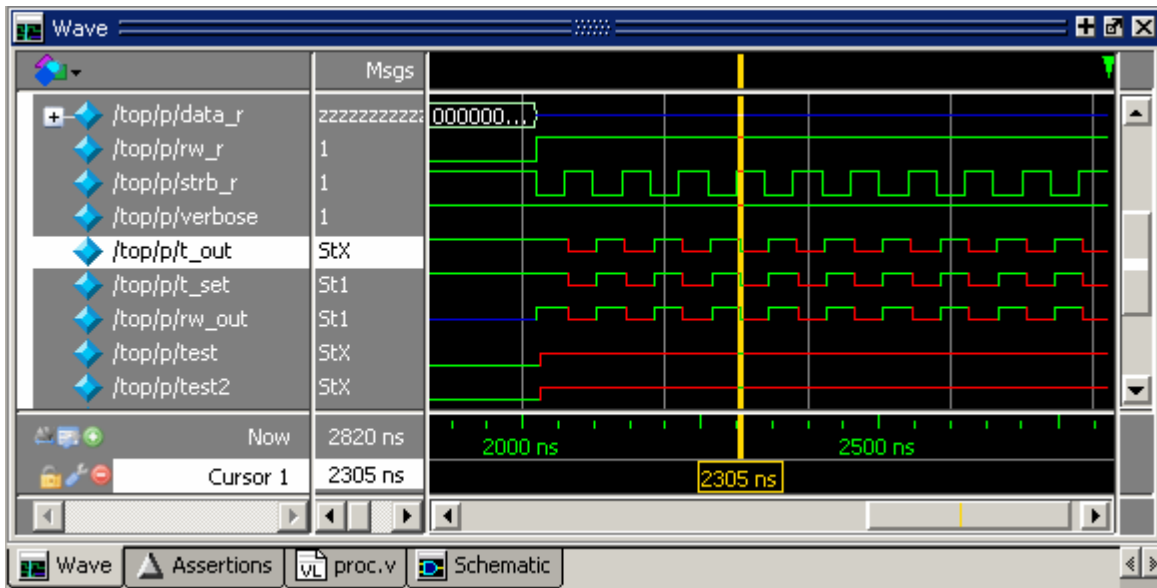 Wave
Msgs
/top/p/data_r zzzzzzzzzzz 000000...
/top/p/rw_r 1
/top/p/strb_r 1
/top/p/verbose 1
/top/p/t_out StX
/top/p/t_set St1
/top/p/rw_out St1
/top/p/test StX
/top/p/test2 StX
Now 2820 ns 2000 ns 2500 ns
Cursor 1 2305 ns 2305 ns
Wave Assertions VL proc.v Schematic